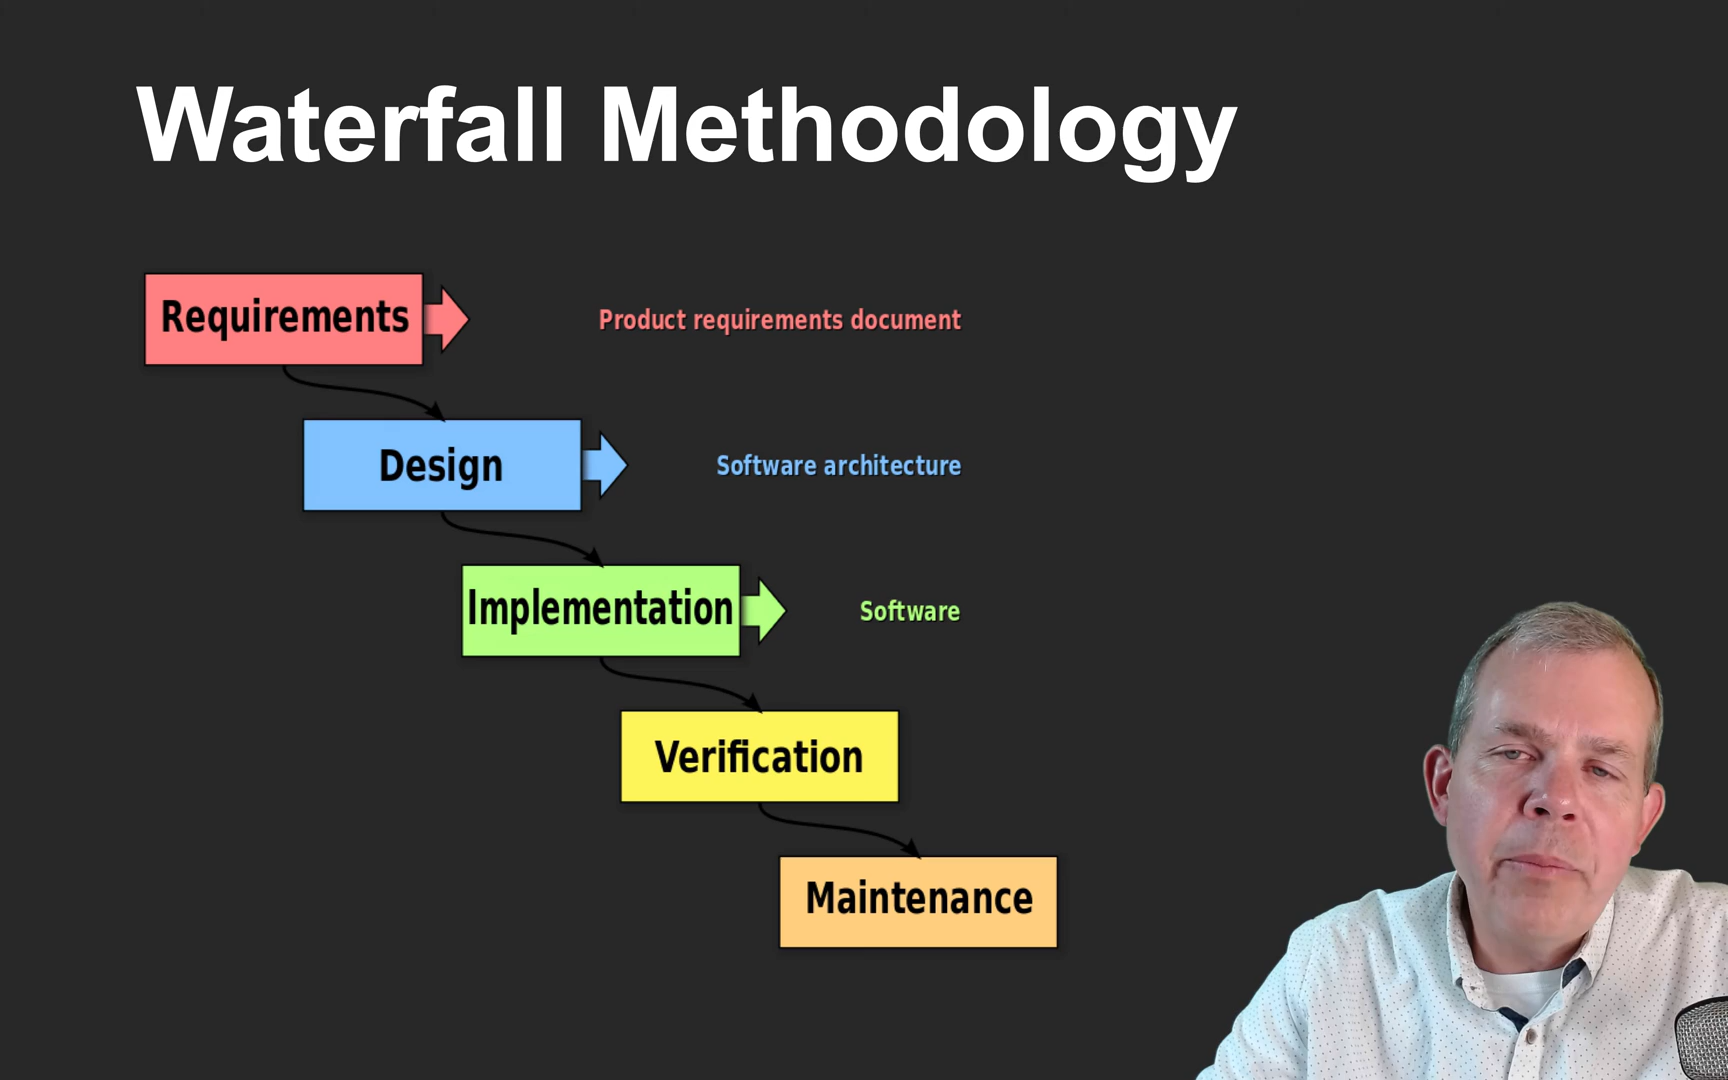 Waterfall Methodology
Requirements
Product requirements document
Design
Software architecture
Implementation
Software
Verification
Maintenance